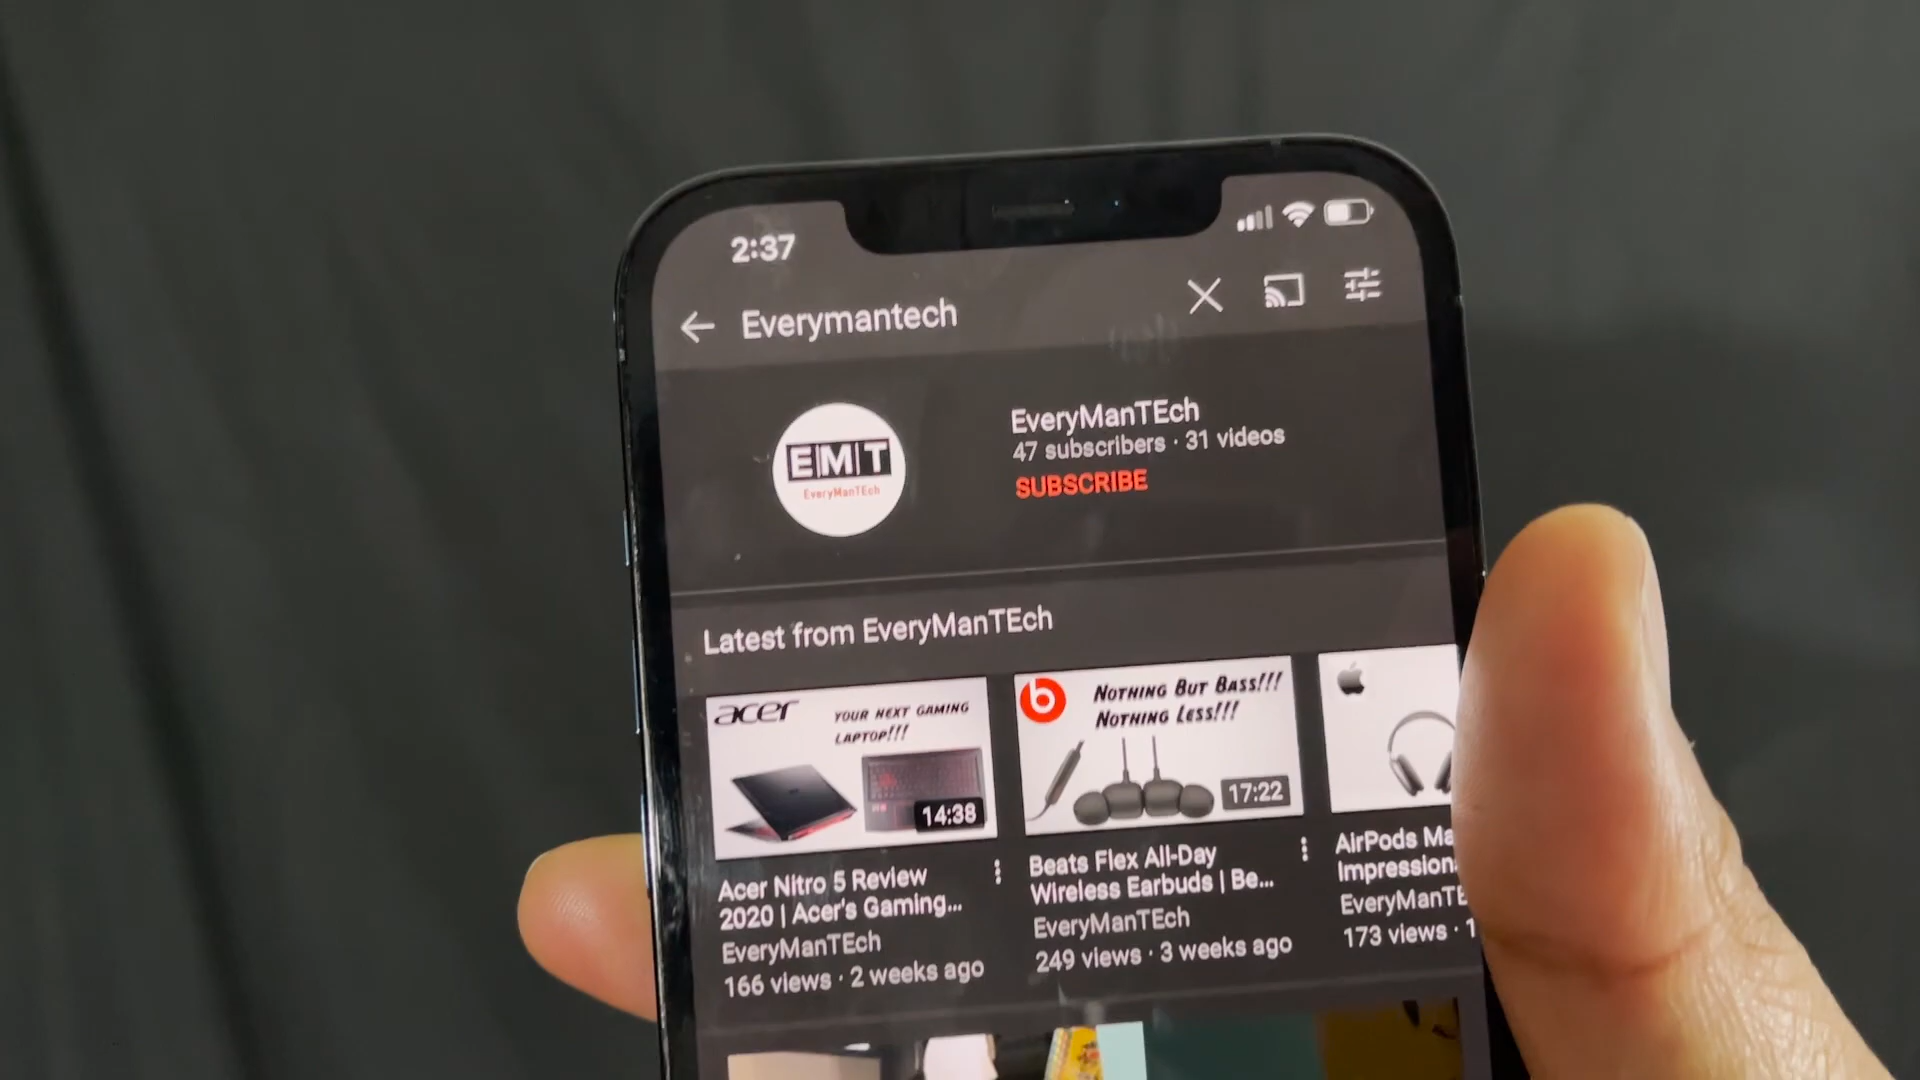 2:37
Everymantech
EMT
EveryManTEch
EveryManTEch
47 subscribers · 31 videos
SUBSCRIBE
Latest from EveryManTEch
acer
YOUR NEXT GAMING
LAPTOP!!!
14:38
b
NOTHING BUT BASS!!!
NOTHING LESS!!!
17:22
Acer Nitro 5 Review
2020 | Acer's Gaming...
EveryManTEch
166 views · 2 weeks ago
Beats Flex All-Day
Wireless Earbuds | Be...
EveryManTEch
249 views · 3 weeks ago
AirPods Ma
Impression
EveryManTE
173 views · 1